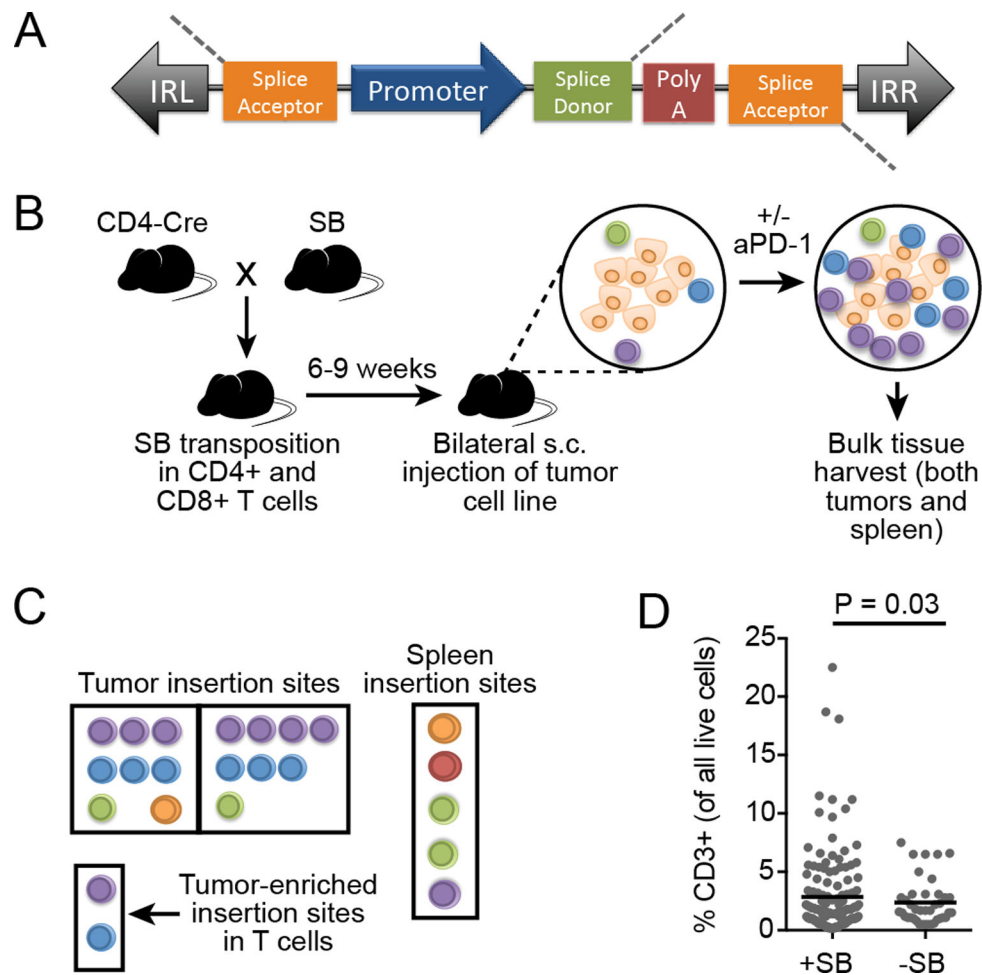 A
IRL
Splice
Acceptor
Promoter
Splice
Donor
Poly
A
Splice
Acceptor
IRR
B
CD4-Cre
SB
X
6-9 weeks
+/-
aPD-1
SB transposition
in CD4+ and
CD8+ T cells
Bilateral s.c.
injection of tumor
cell line
Bulk tissue
harvest (both
tumors and
spleen)
C
Tumor insertion sites
Spleen
insertion sites
Tumor-enriched
insertion sites
in T cells
D
P = 0.03
% CD3+ (of all live cells)
25
20
15
10
5
0
+SB
-SB